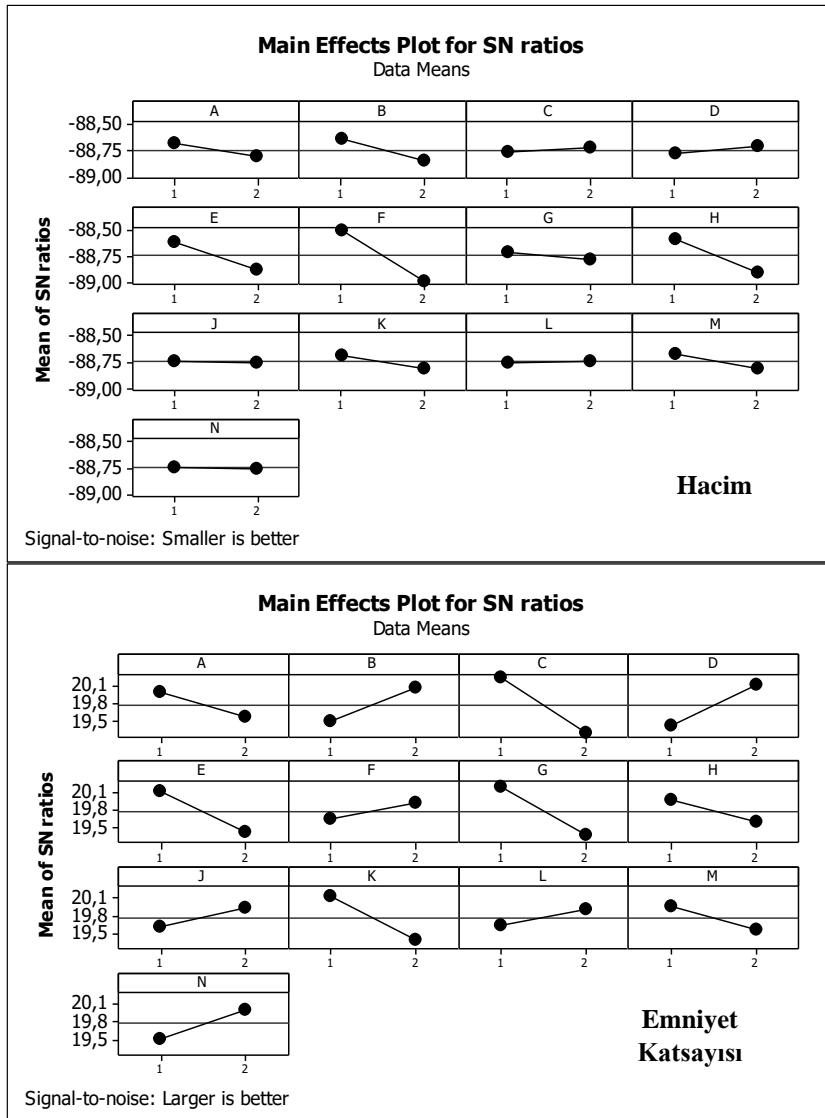 Main Effects Plot for SN ratios
Data Means
Mean of SN ratios
A B C D
-88,50
-88,75
-89,00
1 2 1 2 1 2 1 2
E F G H
-88,50
-88,75
-89,00
1 2 1 2 1 2 1 2
J K L M
-88,50
-88,75
-89,00
1 2 1 2 1 2 1 2
N
-88,50
-88,75
-89,00
1 2
Hacim
Signal-to-noise: Smaller is better
Main Effects Plot for SN ratios
Data Means
Mean of SN ratios
A B C D
20,1
19,8
19,5
1 2 1 2 1 2 1 2
E F G H
20,1
19,8
19,5
1 2 1 2 1 2 1 2
J K L M
20,1
19,8
19,5
1 2 1 2 1 2 1 2
N
20,1
19,8
19,5
1 2
Emniyet
Katsayısı
Signal-to-noise: Larger is better